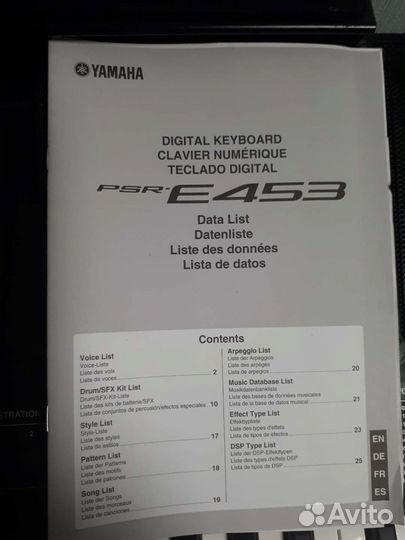 YAMAHA
DIGITAL KEYBOARD
CLAVIER NUMÉRIQUE
TECLADO DIGITAL
PSR-E453
Data List
Datenliste
Liste des données
Lista de datos
Contents
Voice List
Voice-Liste
Liste des voix
Lista de voces 2
Drum/SFX Kit List
Drum/SFX-Kit-Liste
Liste des kits de batterie/SFX
Lista de conjuntos de percusión/efectos especiales 10
Style List
Style-Liste
Liste des styles
Lista de estilos 17
Pattern List
Liste der Patterns
Liste des motifs
Lista de patrones 18
Song List
Liste der Songs
Liste des morceaux
Lista de canciones 19
Arpeggio List
Liste der Arpeggios
Liste des arpèges
Lista de arpegios 20
Music Database List
Musikdatenbankliste
Liste des bases de données musicales
Lista de la base de datos musical 21
Effect Type List
Effekttypliste
Liste des types d'effets
Lista de tipos de efectos 23
DSP Type List
Liste der DSP-Effekttypen
Liste des types d'effets DSP
Lista de tipos de DSP 25
EN
DE
FR
ES
STRATION
2
Avito